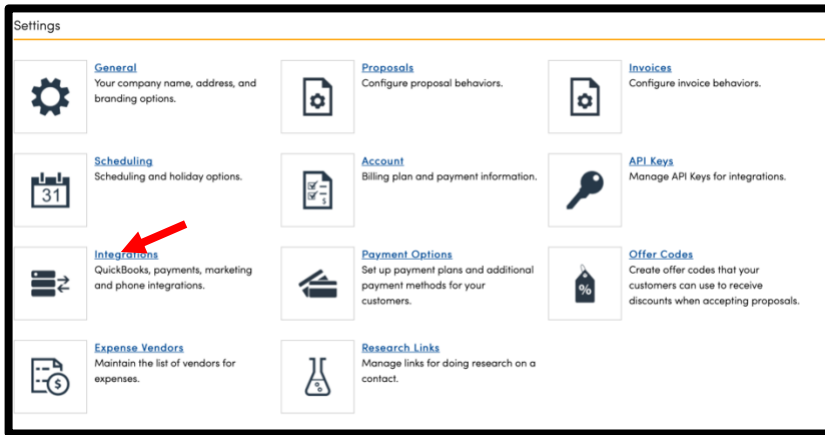 Settings
General
Your company name, address, and
branding options.
Proposals
Configure proposal behaviors.
Invoices
Configure invoice behaviors.
31
Scheduling
Scheduling and holiday options.
$
Account
Billing plan and payment information.
API Keys
Manage API Keys for integrations.
Integrations
QuickBooks, payments, marketing
and phone integrations.
Payment Options
Set up payment plans and additional
payment methods for your
customers.
%
Offer Codes
Create offer codes that your
customers can use to receive
discounts when accepting proposals.
$
Expense Vendors
Maintain the list of vendors for
expenses.
Research Links
Manage links for doing research on a
contact.